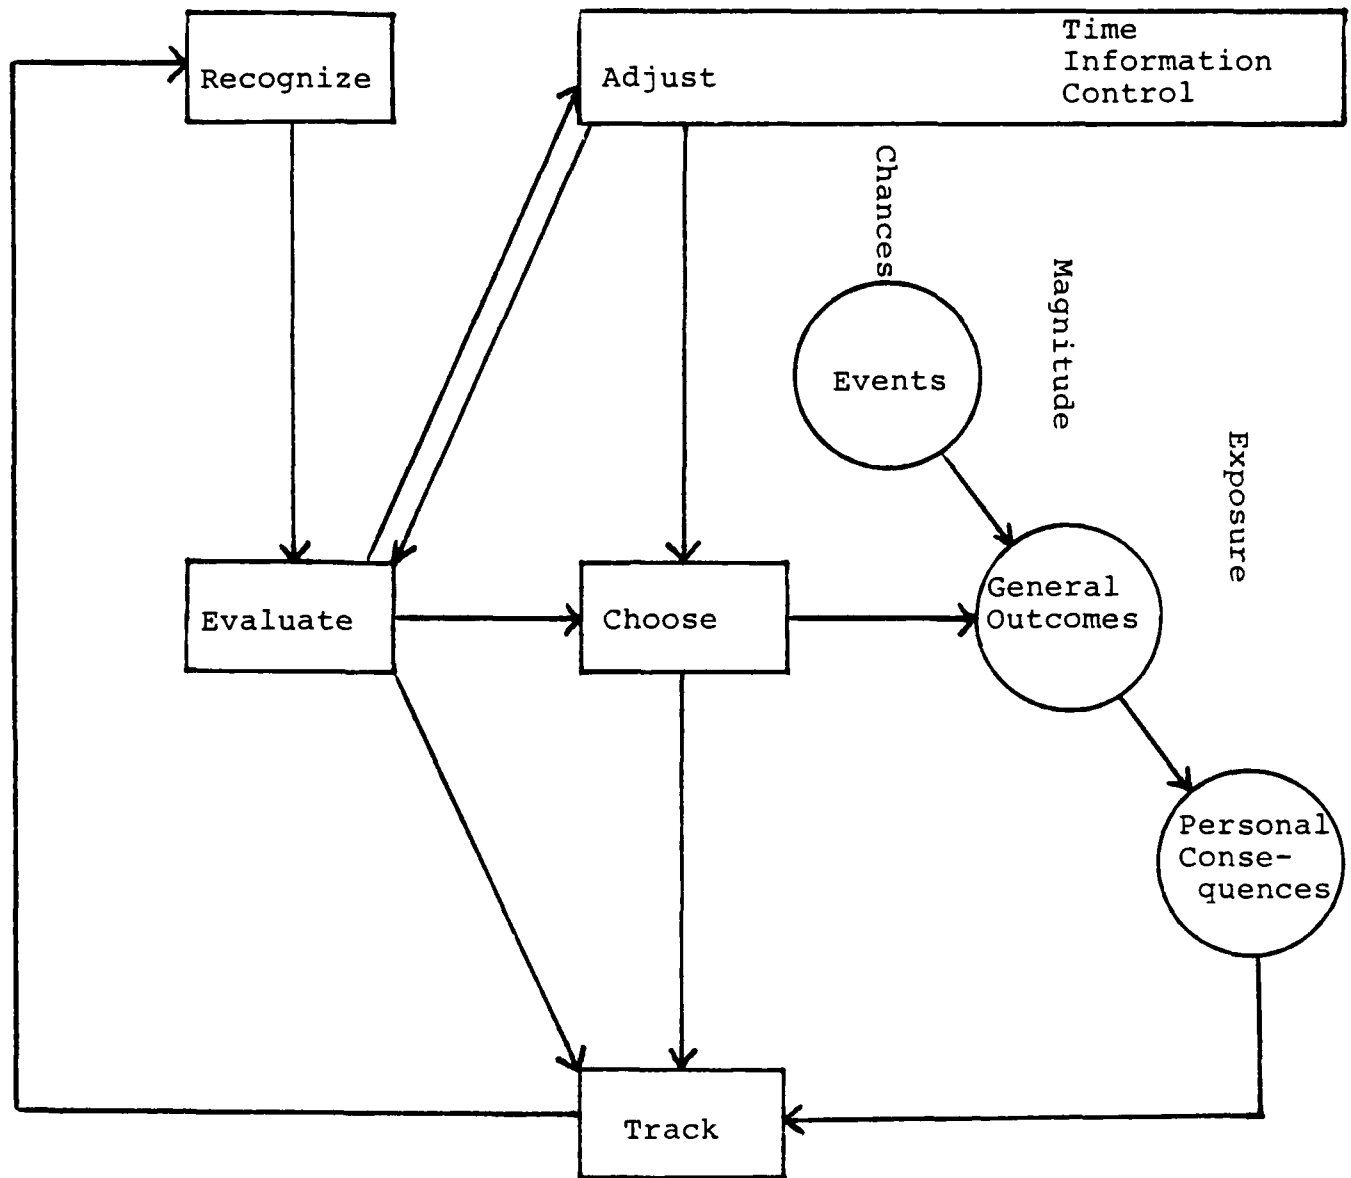 Recognize
Adjust
Time
Information
Control
Chances
Magnitude
Exposure
Events
General
Outcomes
Evaluate
Choose
Personal
Conse-
quences
Track